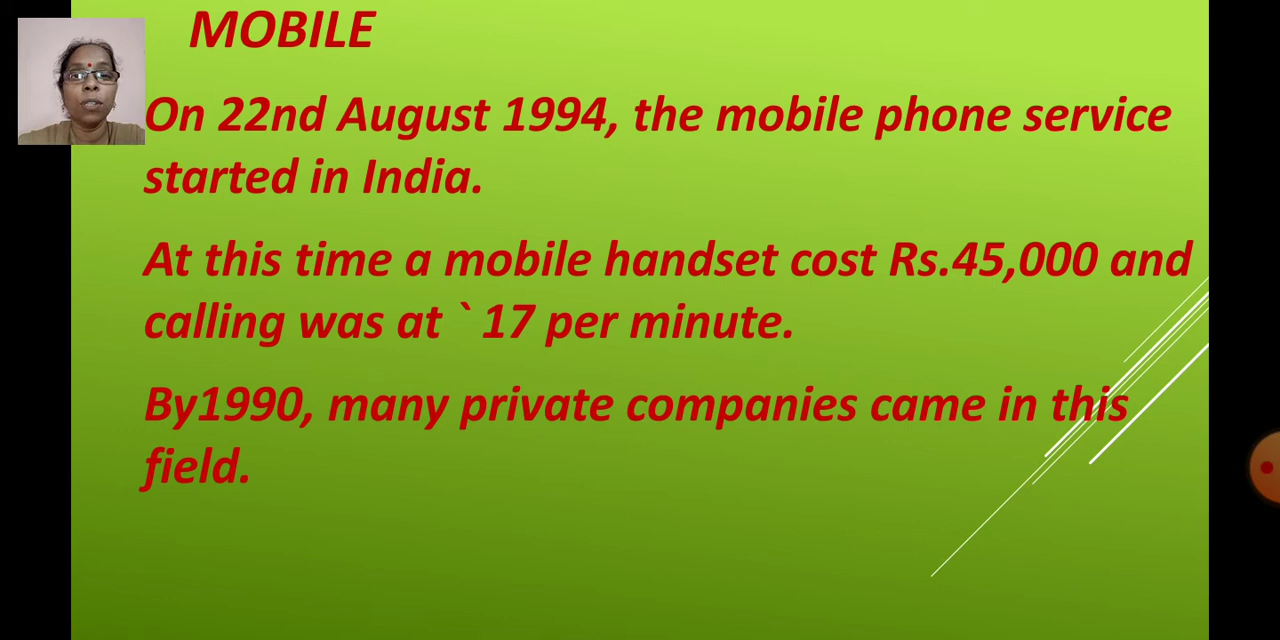 MOBILE
On 22nd August 1994, the mobile phone service
started in India.
At this time a mobile handset cost Rs.45,000 and
calling was at ` 17 per minute.
By1990, many private companies came in this
field.